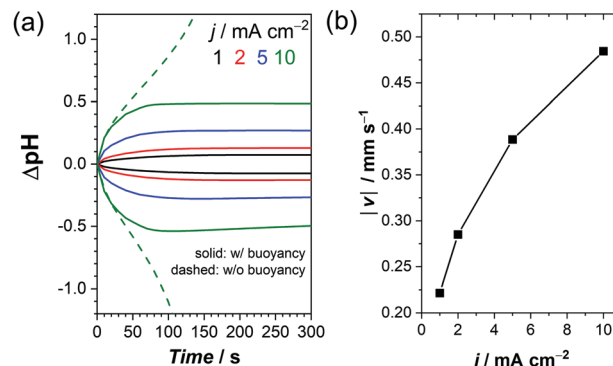 (a)
1.2
0.5
0.0
-0.5
-1.0
ΔpH
j / mA cm⁻²
1 2 5 10
solid: w/ buoyancy
dashed: w/o buoyancy
0 50 100 150 200 250 300
Time / s
(b)
0.50
0.45
0.40
0.35
0.30
0.25
0.20
|v| / mm s⁻¹
0 2 4 6 8 10
j / mA cm⁻²